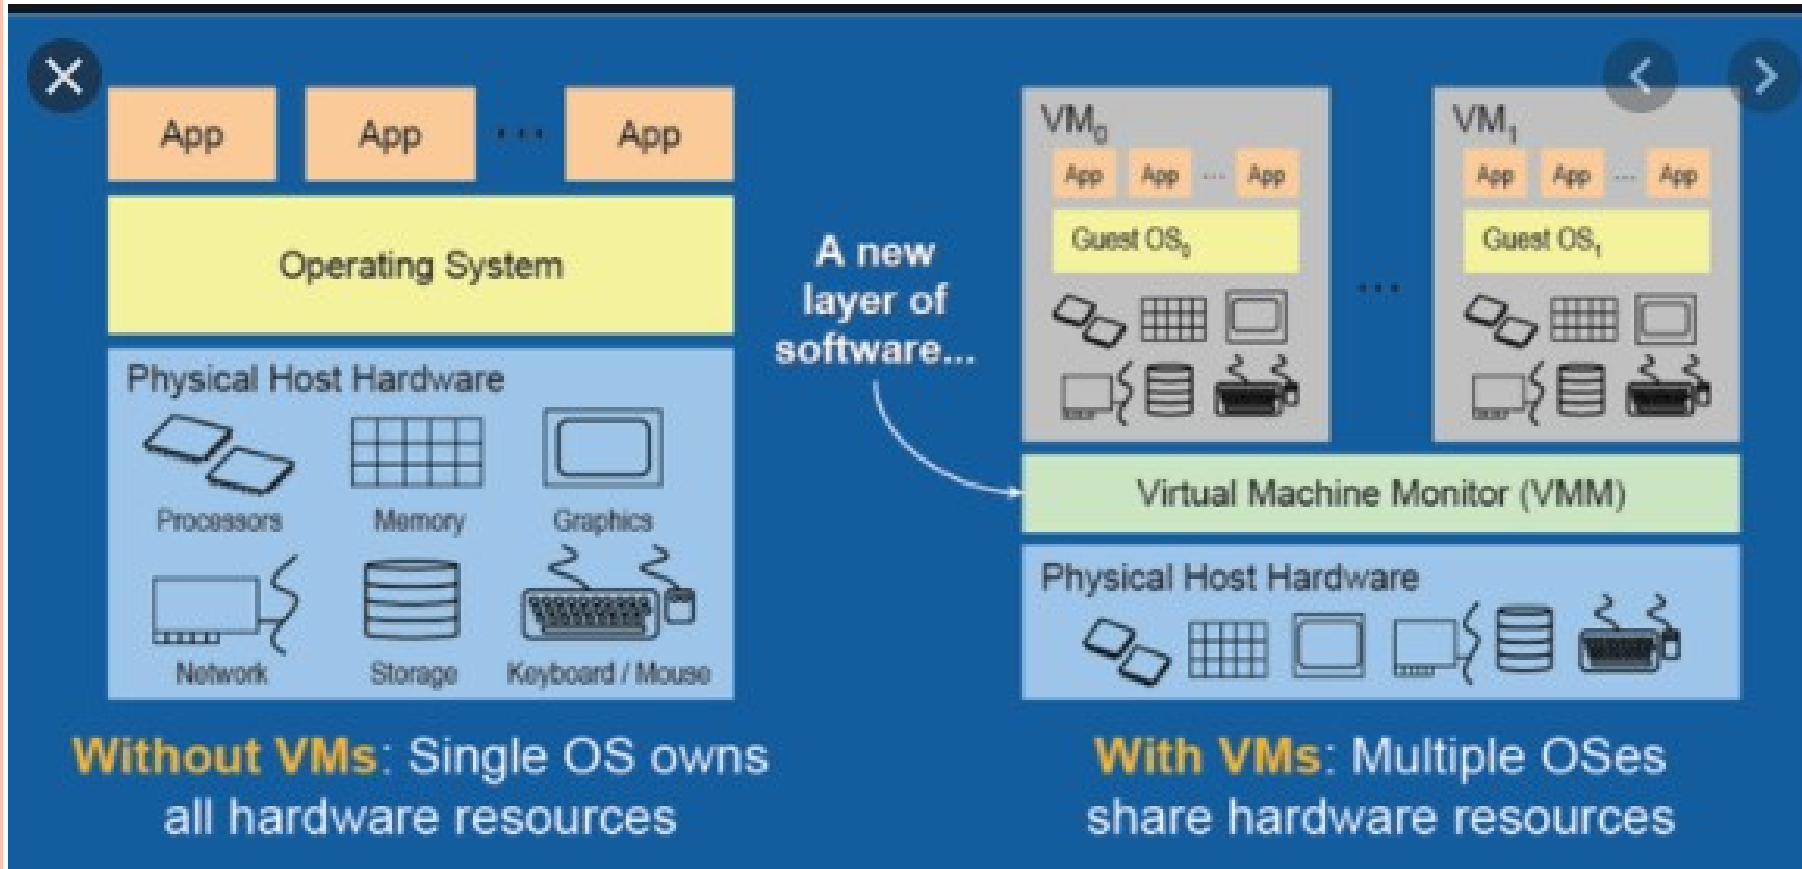 App App ... App
Operating System
Physical Host Hardware
Processors Memory Graphics
Network Storage Keyboard / Mouse
Without VMs: Single OS owns
all hardware resources
A new
layer of
software...
VM0
App App ... App
Guest OS0
...
VM1
App App ... App
Guest OS1
Virtual Machine Monitor (VMM)
Physical Host Hardware
With VMs: Multiple OSes
share hardware resources